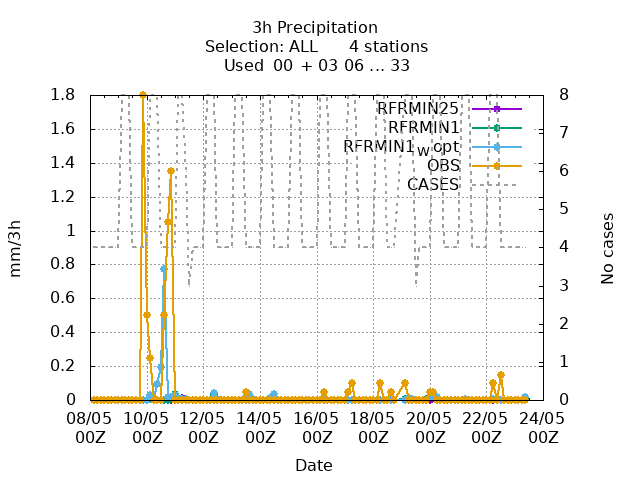 3h Precipitation
Selection: ALL 4 stations
Used 00 + 03 06 ... 33
1.8
1.6
1.4
1.2
1
0.8
0.6
0.4
0.2
0
8
7
6
5
4
3
2
1
0
mm/3h
No cases
RFRMIN25
RFRMIN1
RFRMIN1w opt
OBS
CASES
08/05 10/05 12/05 14/05 16/05 18/05 20/05 22/05 24/05
00Z 00Z 00Z 00Z 00Z 00Z 00Z 00Z 00Z
Date